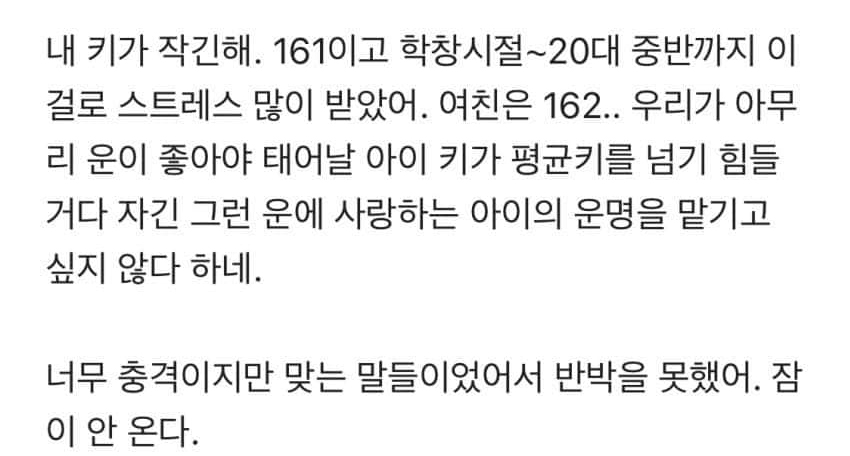 내 키가 작긴해. 161이고 학창시절~20대 중반까지 이
걸로 스트레스 많이 받았어. 여친은 162.. 우리가 아무
리 운이 좋아야 태어날 아이 키가 평균키를 넘기 힘들
거다 자긴 그런 운에 사랑하는 아이의 운명을 맡기고
싶지 않다 하네.
너무 충격이지만 맞는 말들이었어서 반박을 못했어. 잠
이 안 온다.